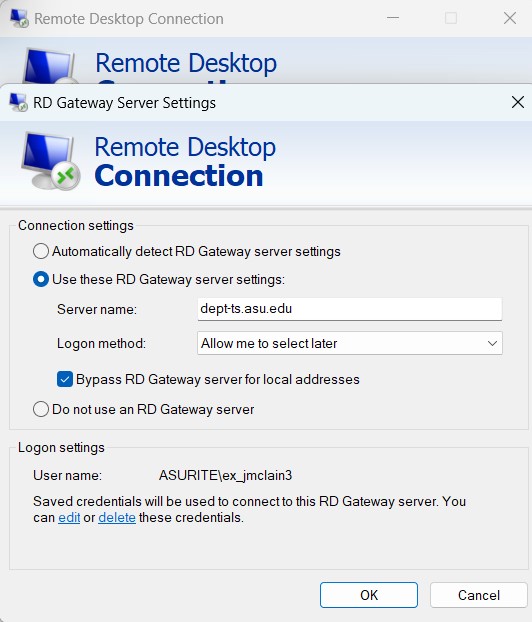 Remote Desktop Connection
Remote Desktop
RD Gateway Server Settings
Remote Desktop
Connection
Connection settings
Automatically detect RD Gateway server settings
Use these RD Gateway server settings:
Server name: dept-ts.asu.edu
Logon method: Allow me to select later
Bypass RD Gateway server for local addresses
Do not use an RD Gateway server
Logon settings
User name: ASURITE\ex_jmclain3
Saved credentials will be used to connect to this RD Gateway server. You
can edit or delete these credentials.
OK Cancel